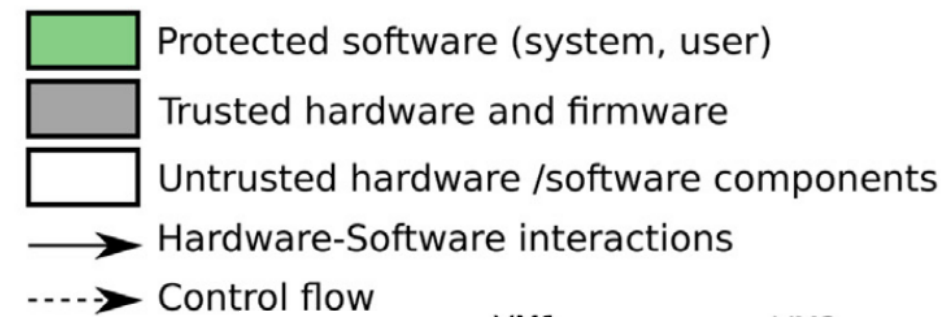 Protected software (system, user)
Trusted hardware and firmware
Untrusted hardware /software components
Hardware-Software interactions
Control flow